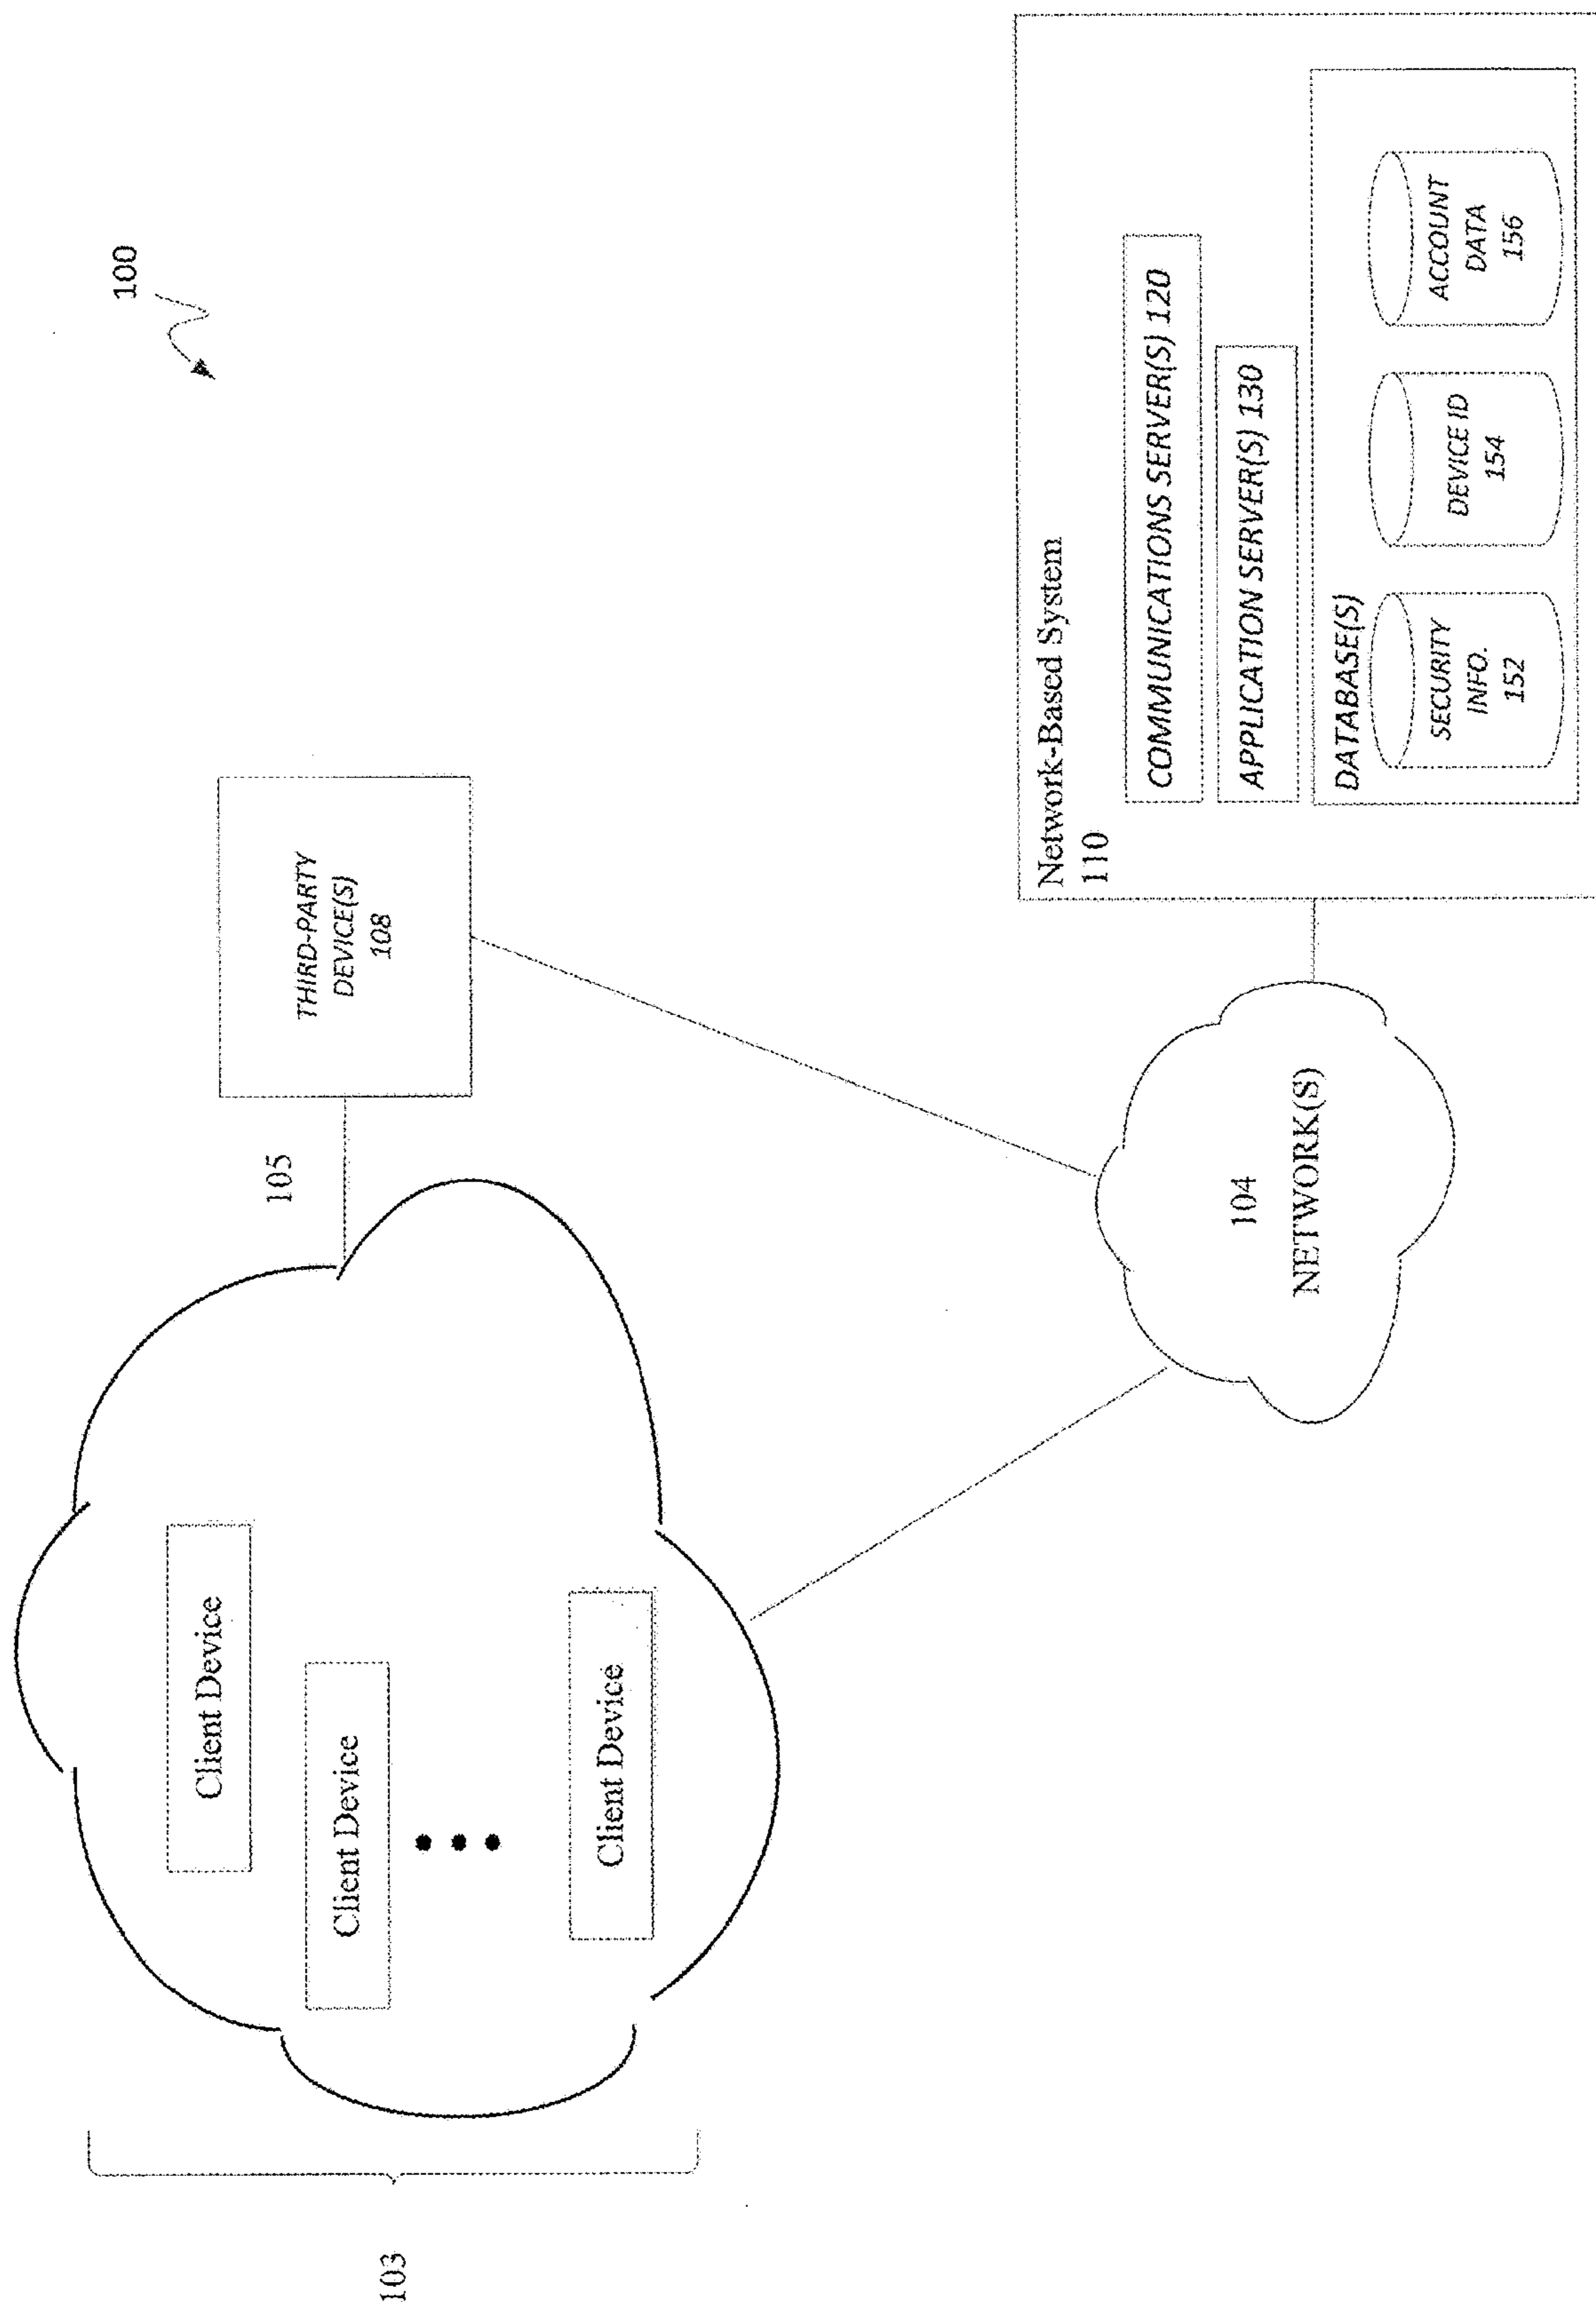 100
103
Client Device
Client Device
Client Device
105
THIRD-PARTY
DEVICE(S)
108
104
NETWORK(S)
Network-Based System
110
COMMUNICATIONS SERVER(S) 120
APPLICATION SERVER(S) 130
DATABASE(S)
SECURITY
INFO.
152
DEVICE ID
154
ACCOUNT
DATA
156